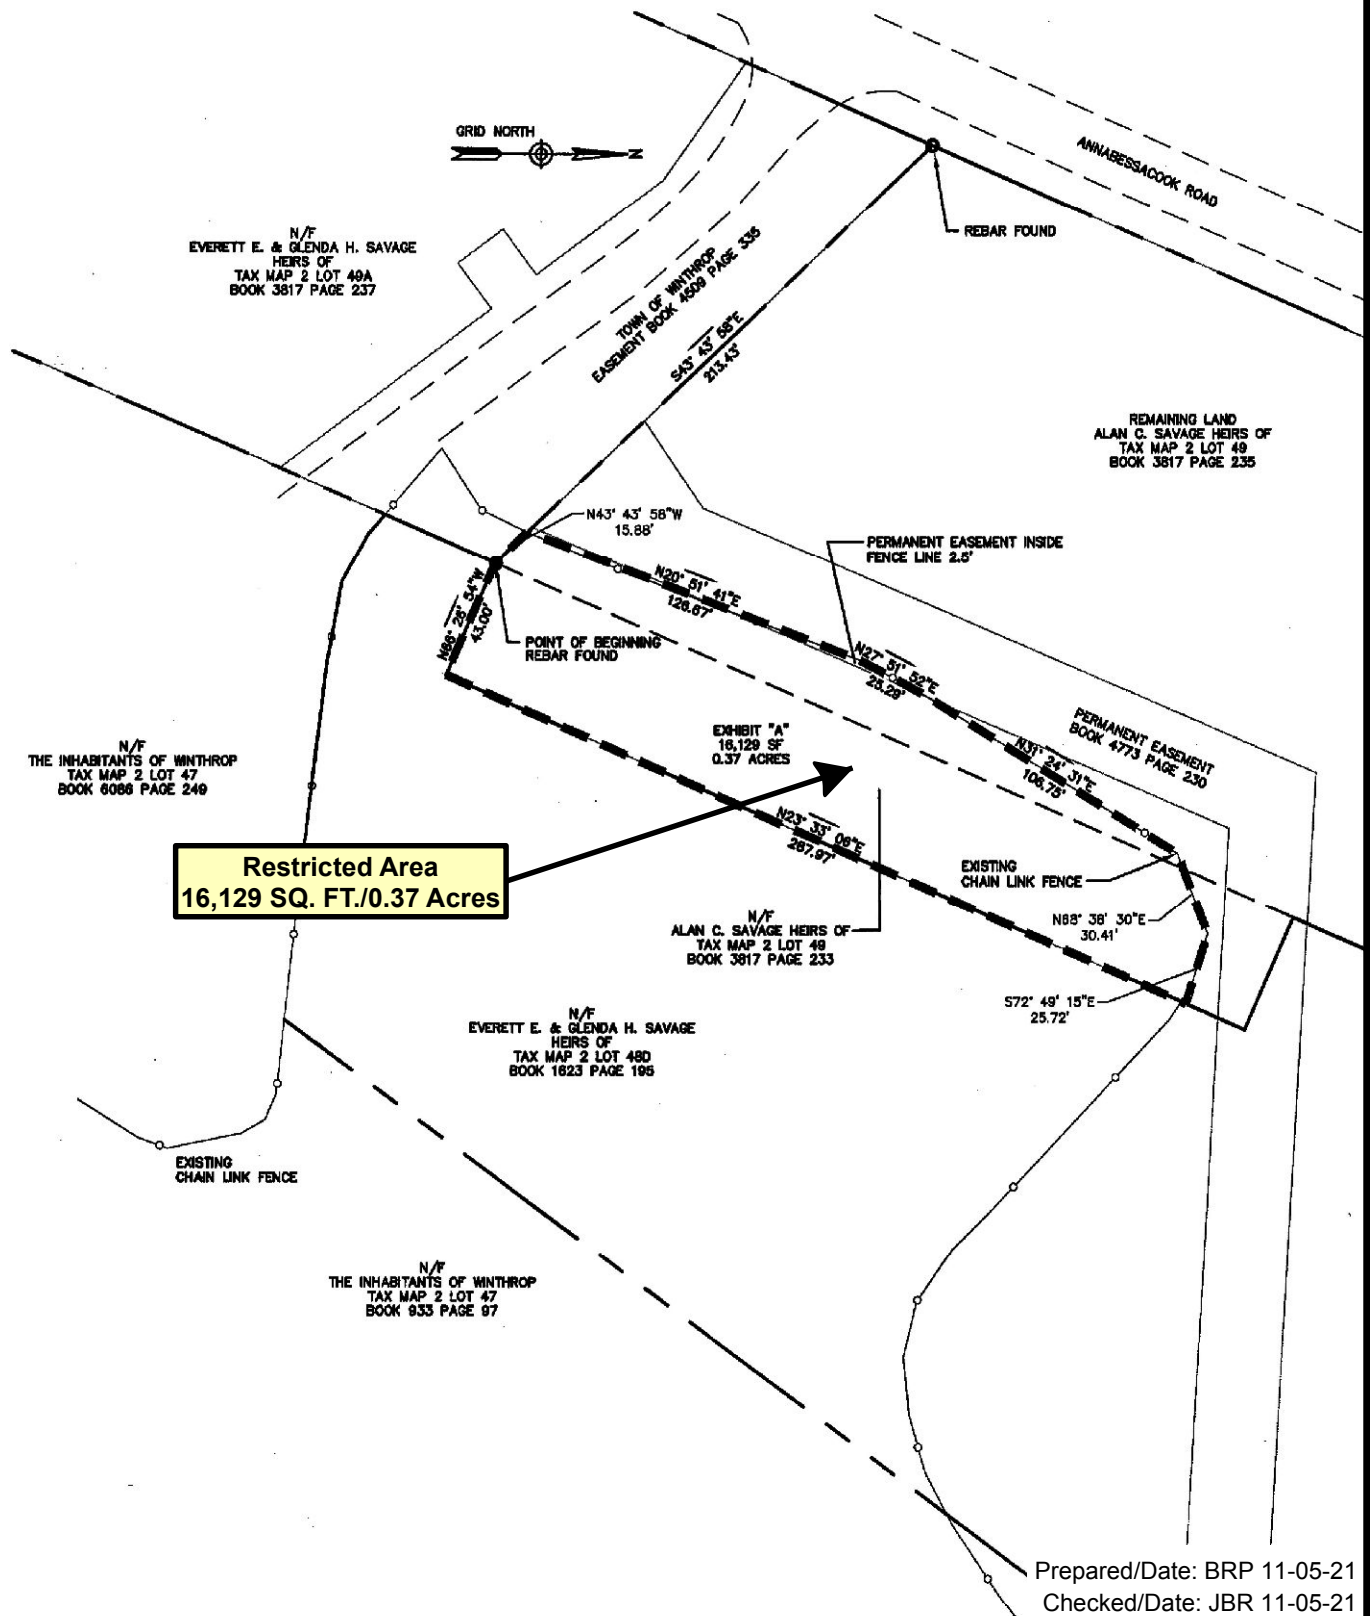 GRID NORTH
N
ANNABESSACOOK ROAD
REBAR FOUND
N/F
EVERETT E. & GLENDA H. SAVAGE
HEIRS OF
TAX MAP 2 LOT 49A
BOOK 3817 PAGE 237
TOWN OF WINTHROP
EASEMENT BOOK 4509 PAGE 335
S43° 43' 58"E
213.43'
REMAINING LAND
ALAN C. SAVAGE HEIRS OF
TAX MAP 2 LOT 49
BOOK 3817 PAGE 235
N43° 43' 58"W
15.88'
PERMANENT EASEMENT INSIDE
FENCE LINE 2.5'
N20° 51' 41"E
126.67'
N66° 26' 54"W
43.00'
POINT OF BEGINNING
REBAR FOUND
N27° 51' 52"E
25.29'
EXHIBIT "A"
16,129 SF
0.37 ACRES
PERMANENT EASEMENT
BOOK 4773 PAGE 230
N31° 24' 31"E
106.75'
N/F
THE INHABITANTS OF WINTHROP
TAX MAP 2 LOT 47
BOOK 6086 PAGE 249
N23° 33' 06"E
287.97'
Restricted Area
16,129 SQ. FT./0.37 Acres
EXISTING
CHAIN LINK FENCE
N68° 38' 30"E
30.41'
N/F
ALAN C. SAVAGE HEIRS OF
TAX MAP 2 LOT 49
BOOK 3817 PAGE 233
S72° 49' 15"E
25.72'
N/F
EVERETT E. & GLENDA H. SAVAGE
HEIRS OF
TAX MAP 2 LOT 48D
BOOK 1623 PAGE 195
EXISTING
CHAIN LINK FENCE
N/F
THE INHABITANTS OF WINTHROP
TAX MAP 2 LOT 47
BOOK 933 PAGE 97
Prepared/Date: BRP 11-05-21
Checked/Date: JBR 11-05-21